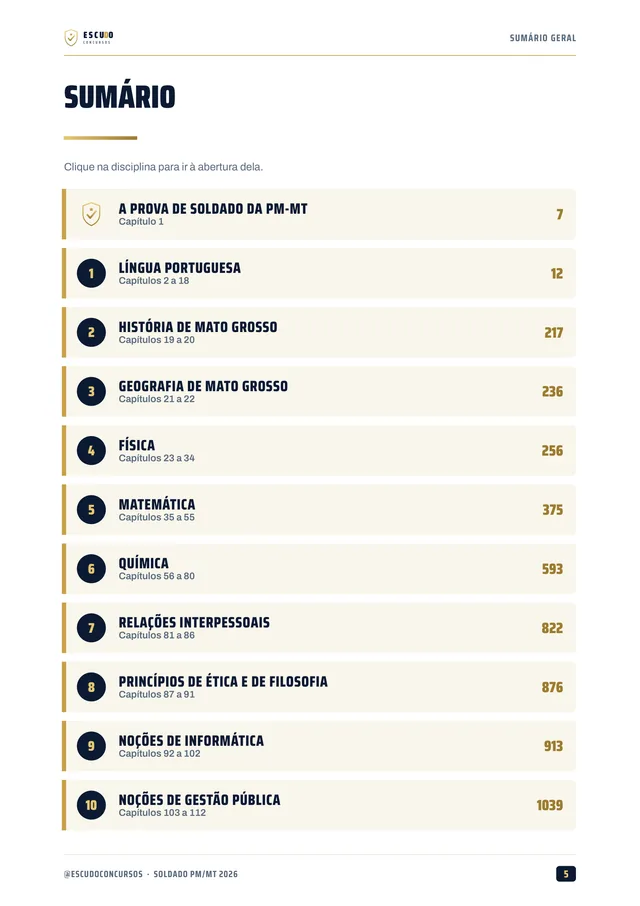 ESCUDO
CONCURSOS
SUMÁRIO GERAL
SUMÁRIO
Clique na disciplina para ir à abertura dela.
A PROVA DE SOLDADO DA PM-MT
Capítulo 1
7
1
LÍNGUA PORTUGUESA
Capítulos 2 a 18
12
2
HISTÓRIA DE MATO GROSSO
Capítulos 19 a 20
217
3
GEOGRAFIA DE MATO GROSSO
Capítulos 21 a 22
236
4
FÍSICA
Capítulos 23 a 34
256
5
MATEMÁTICA
Capítulos 35 a 55
375
6
QUÍMICA
Capítulos 56 a 80
593
7
RELAÇÕES INTERPESSOAIS
Capítulos 81 a 86
822
8
PRINCÍPIOS DE ÉTICA E DE FILOSOFIA
Capítulos 87 a 91
876
9
NOÇÕES DE INFORMÁTICA
Capítulos 92 a 102
913
10
NOÇÕES DE GESTÃO PÚBLICA
Capítulos 103 a 112
1039
@ESCUDOCONCURSOS · SOLDADO PM/MT 2026
5